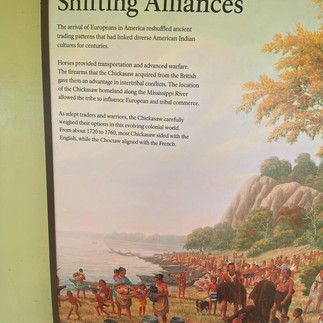 Shifting Alliances
The arrival of Europeans in America reshuffled ancient
trading patterns that had linked diverse American Indian
cultures for centuries.
Horses provided transportation and advanced warfare.
The firearms that the Chickasaw acquired from the British
gave them an advantage in intertribal conflicts. The location
of the Chickasaw homeland along the Mississippi River
allowed the tribe to influence European and tribal commerce.
As adept traders and warriors, the Chickasaw carefully
weighed their options in this evolving colonial world.
From about 1720 to 1760, most Chickasaw sided with the
English, while the Choctaw aligned with the French.